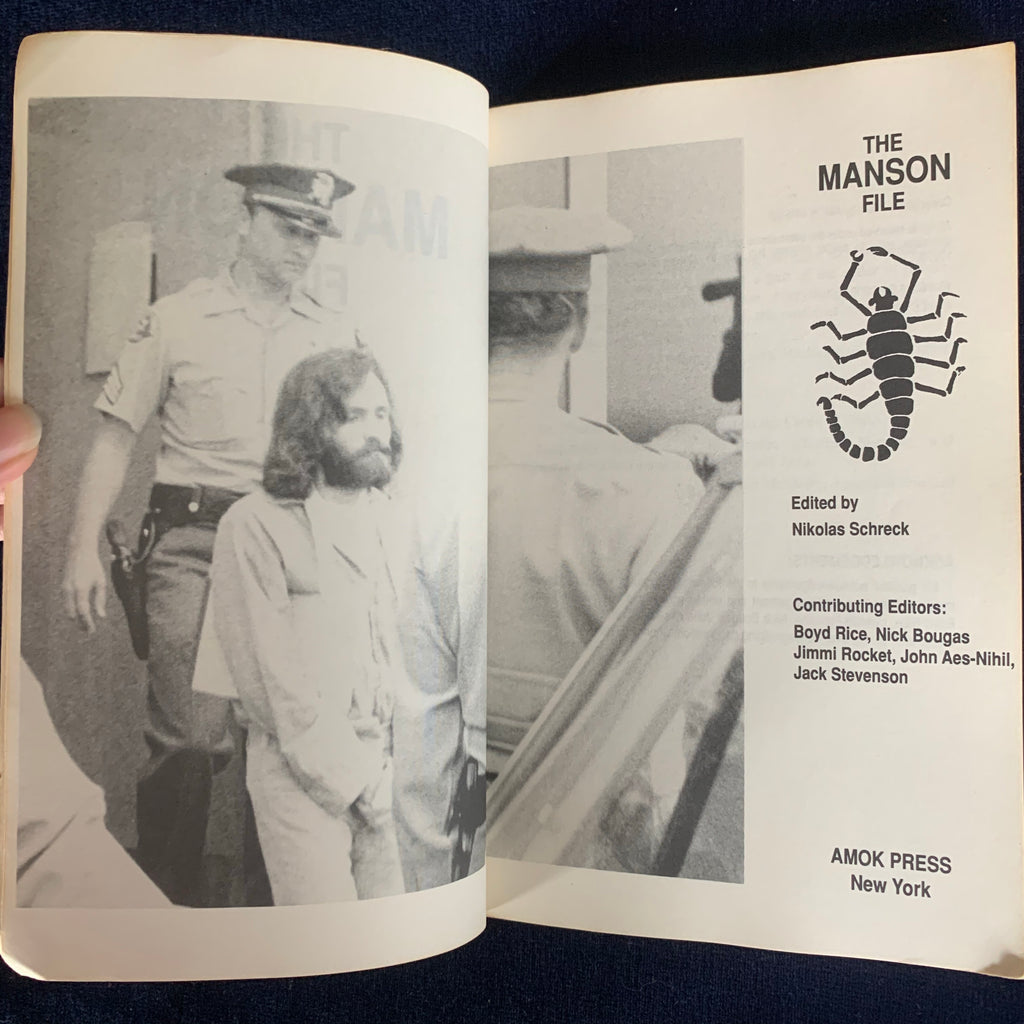 THE
MANSON
FILE
Edited by
Nikolas Schreck
Contributing Editors:
Boyd Rice, Nick Bougas
Jimmi Rocket, John Aes-Nihil,
Jack Stevenson
AMOK PRESS
New York